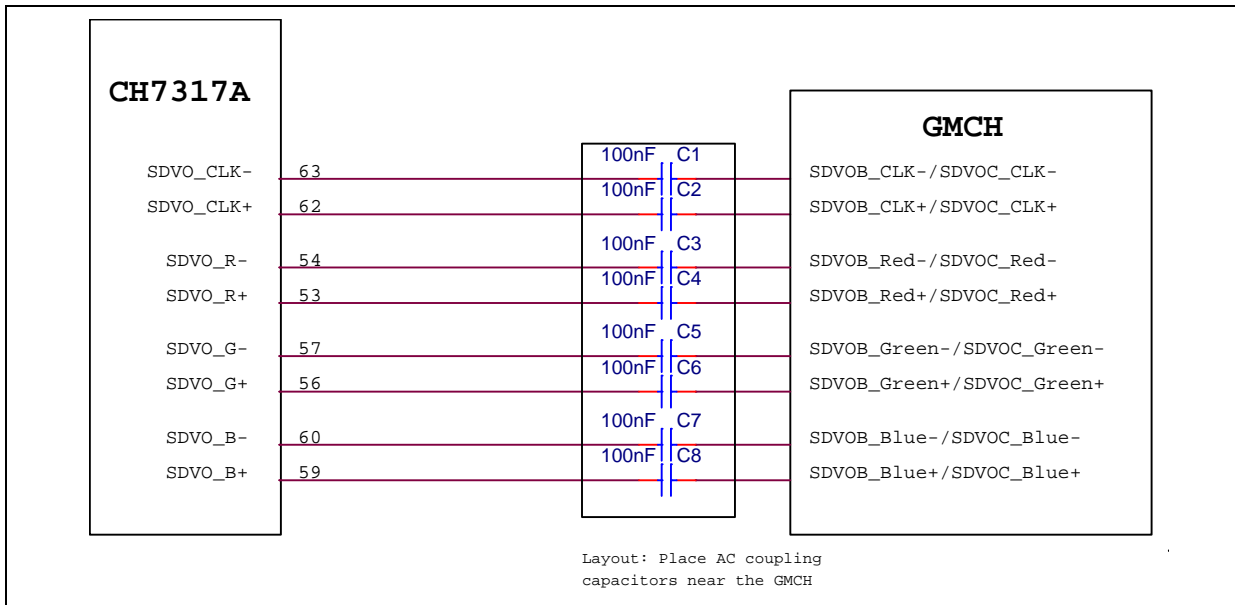 CH7317A
GMCH
100nF C1
SDVO_CLK- 63 SDVOB_CLK-/SDVOC_CLK-
100nF C2
SDVO_CLK+ 62 SDVOB_CLK+/SDVOC_CLK+
100nF C3
SDVO_R- 54 SDVOB_Red-/SDVOC_Red-
100nF C4
SDVO_R+ 53 SDVOB_Red+/SDVOC_Red+
100nF C5
SDVO_G- 57 SDVOB_Green-/SDVOC_Green-
100nF C6
SDVO_G+ 56 SDVOB_Green+/SDVOC_Green+
100nF C7
SDVO_B- 60 SDVOB_Blue-/SDVOC_Blue-
100nF C8
SDVO_B+ 59 SDVOB_Blue+/SDVOC_Blue+
Layout: Place AC coupling
capacitors near the GMCH